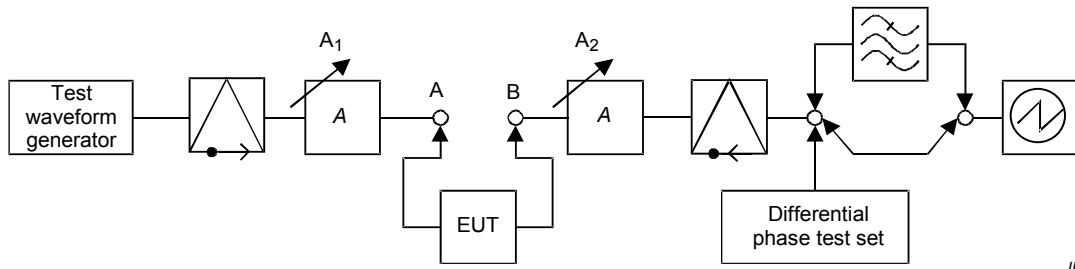 A1
A2
Test
waveform
generator
A
A
B
A
EUT
Differential
phase test set